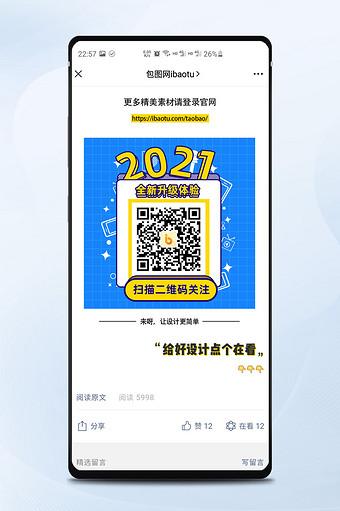 22:57
26%
包图网ibaotu
更多精美素材请登录官网
https://ibaotu.com/taobao/
2021
全新升级体验
b
扫描二维码关注
来呀，让设计更简单
“给好设计点个在看”
阅读原文 阅读 5998
分享 赞 12 在看 12
精选留言 写留言